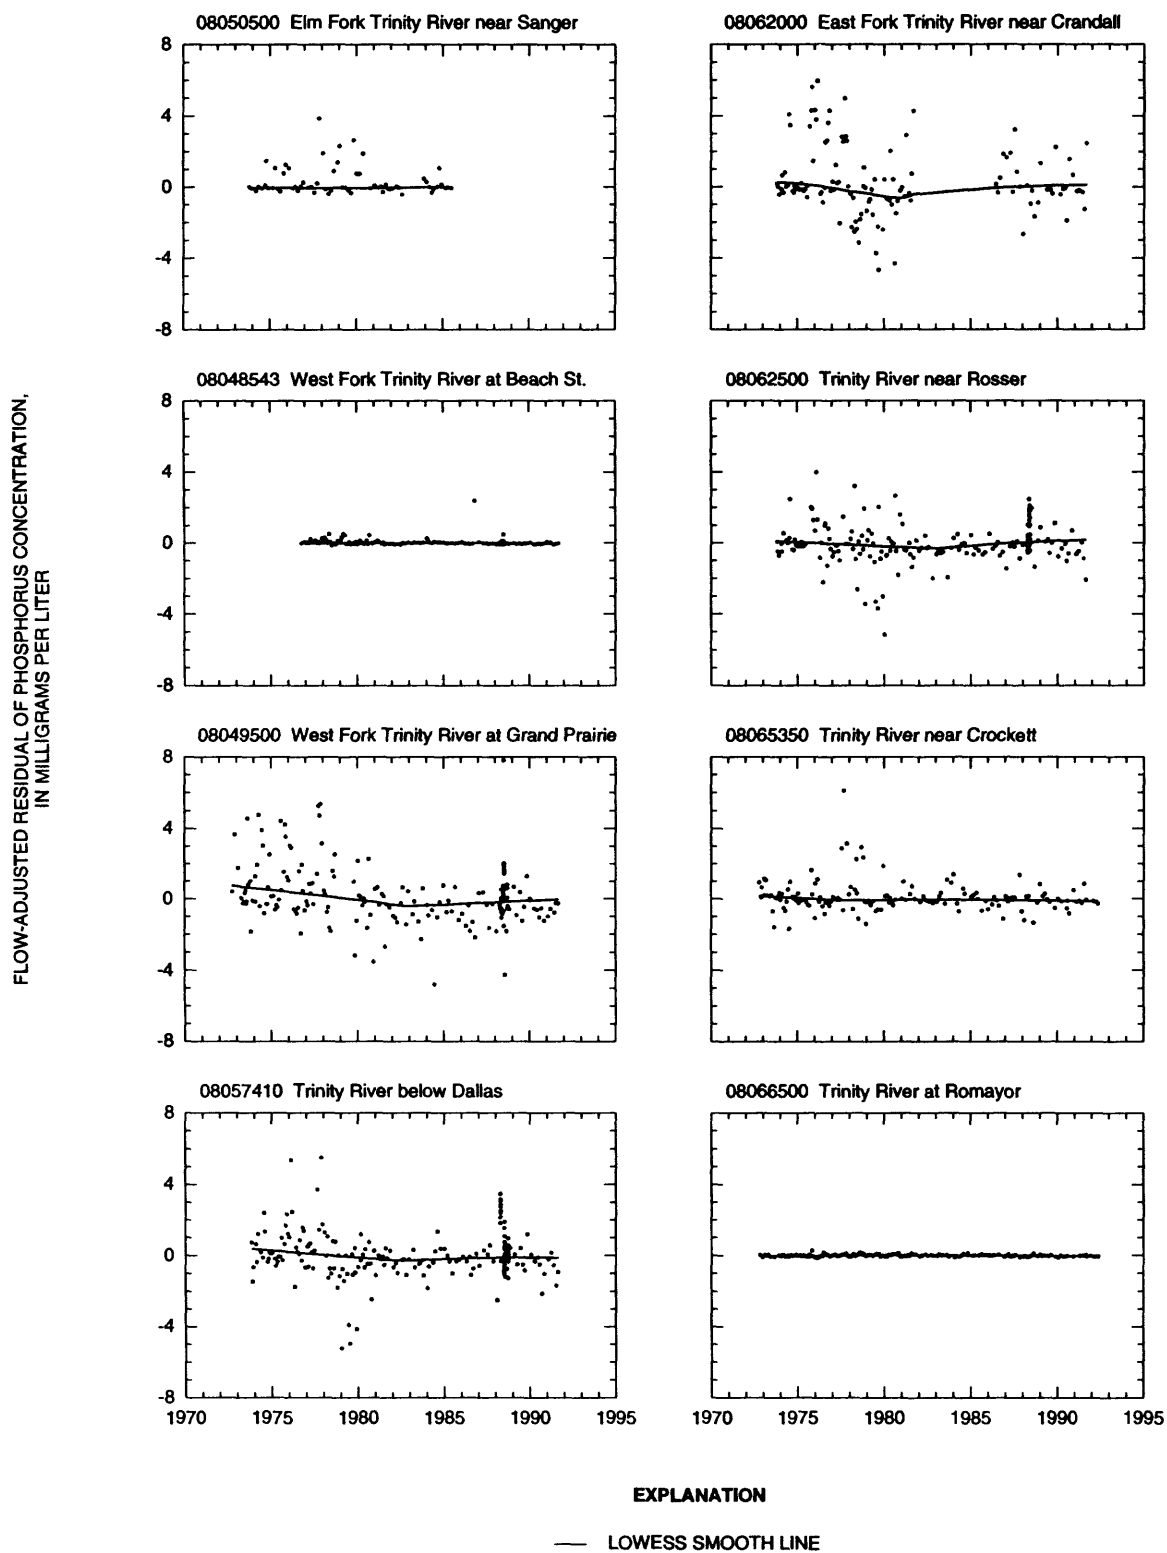 08050500 Elm Fork Trinity River near Sanger
8
4
0
-4
-8
08062000 East Fork Trinity River near Crandall
08048543 West Fork Trinity River at Beach St.
8
4
0
-4
-8
08062500 Trinity River near Rosser
FLOW-ADJUSTED RESIDUAL OF PHOSPHORUS CONCENTRATION,
IN MILLIGRAMS PER LITER
08049500 West Fork Trinity River at Grand Prairie
8
4
0
-4
-8
08065350 Trinity River near Crockett
08057410 Trinity River below Dallas
8
4
0
-4
-8
1970 1975 1980 1985 1990 1995
08066500 Trinity River at Romayor
1970 1975 1980 1985 1990 1995
EXPLANATION
LOWESS SMOOTH LINE